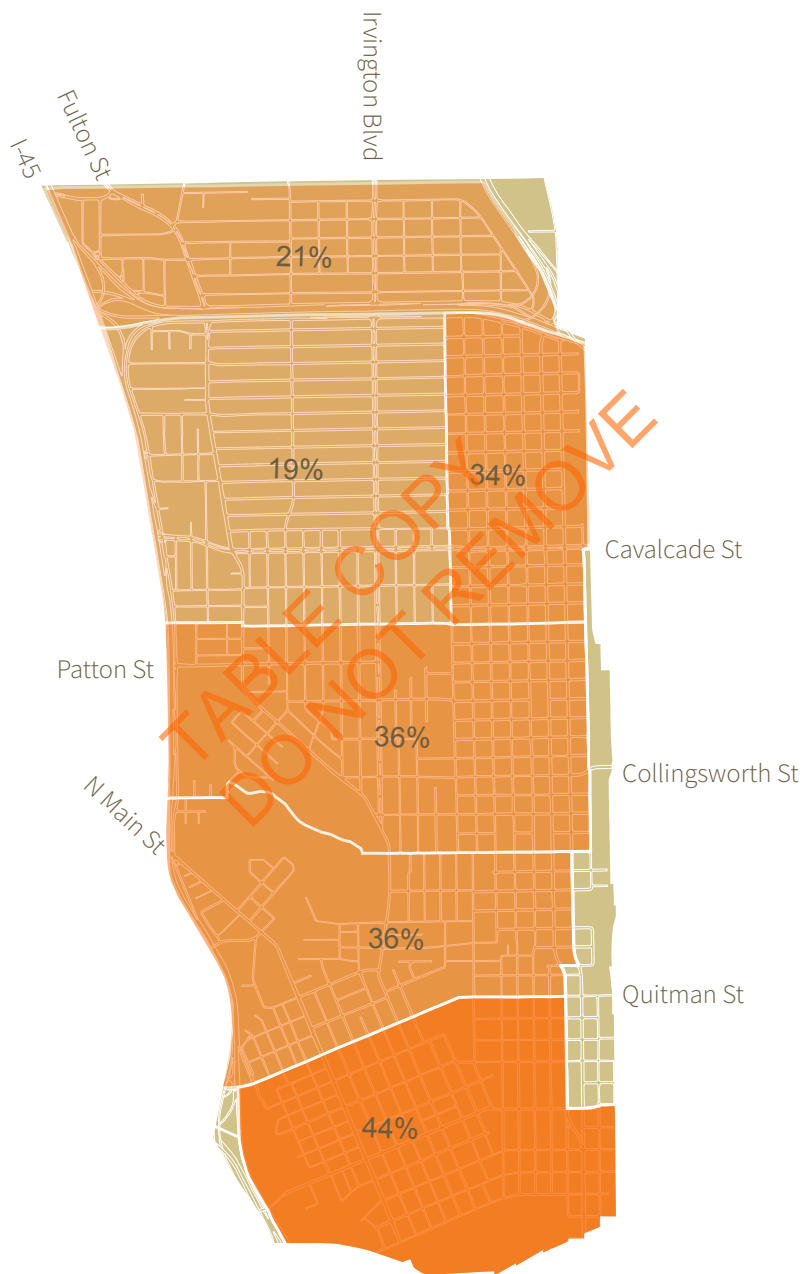 Irvington Blvd
Fulton St
I-45
21%
19%
34%
Cavalcade St
TABLE COPY
DO NOT REMOVE
Patton St
36%
Collingsworth St
N Main St
36%
Quitman St
44%